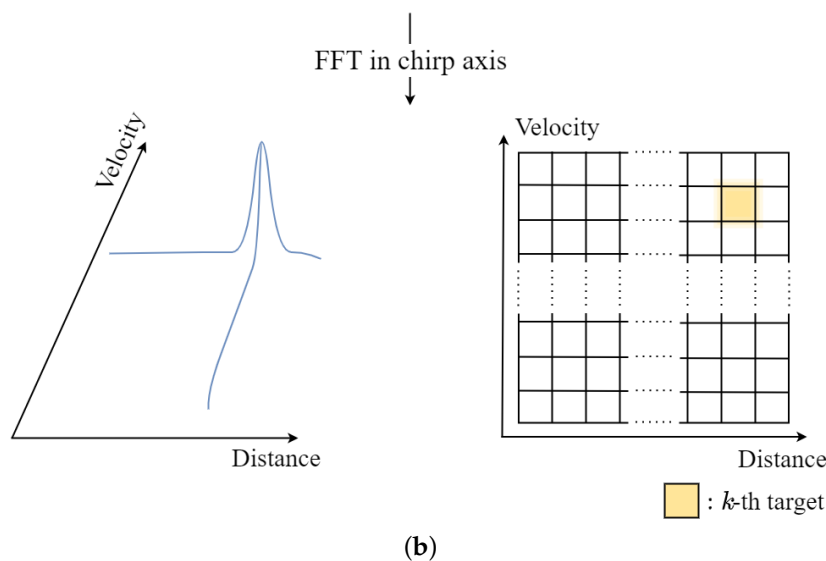 FFT in chirp axis
Velocity
Distance
Velocity
Distance
: k-th target
(b)